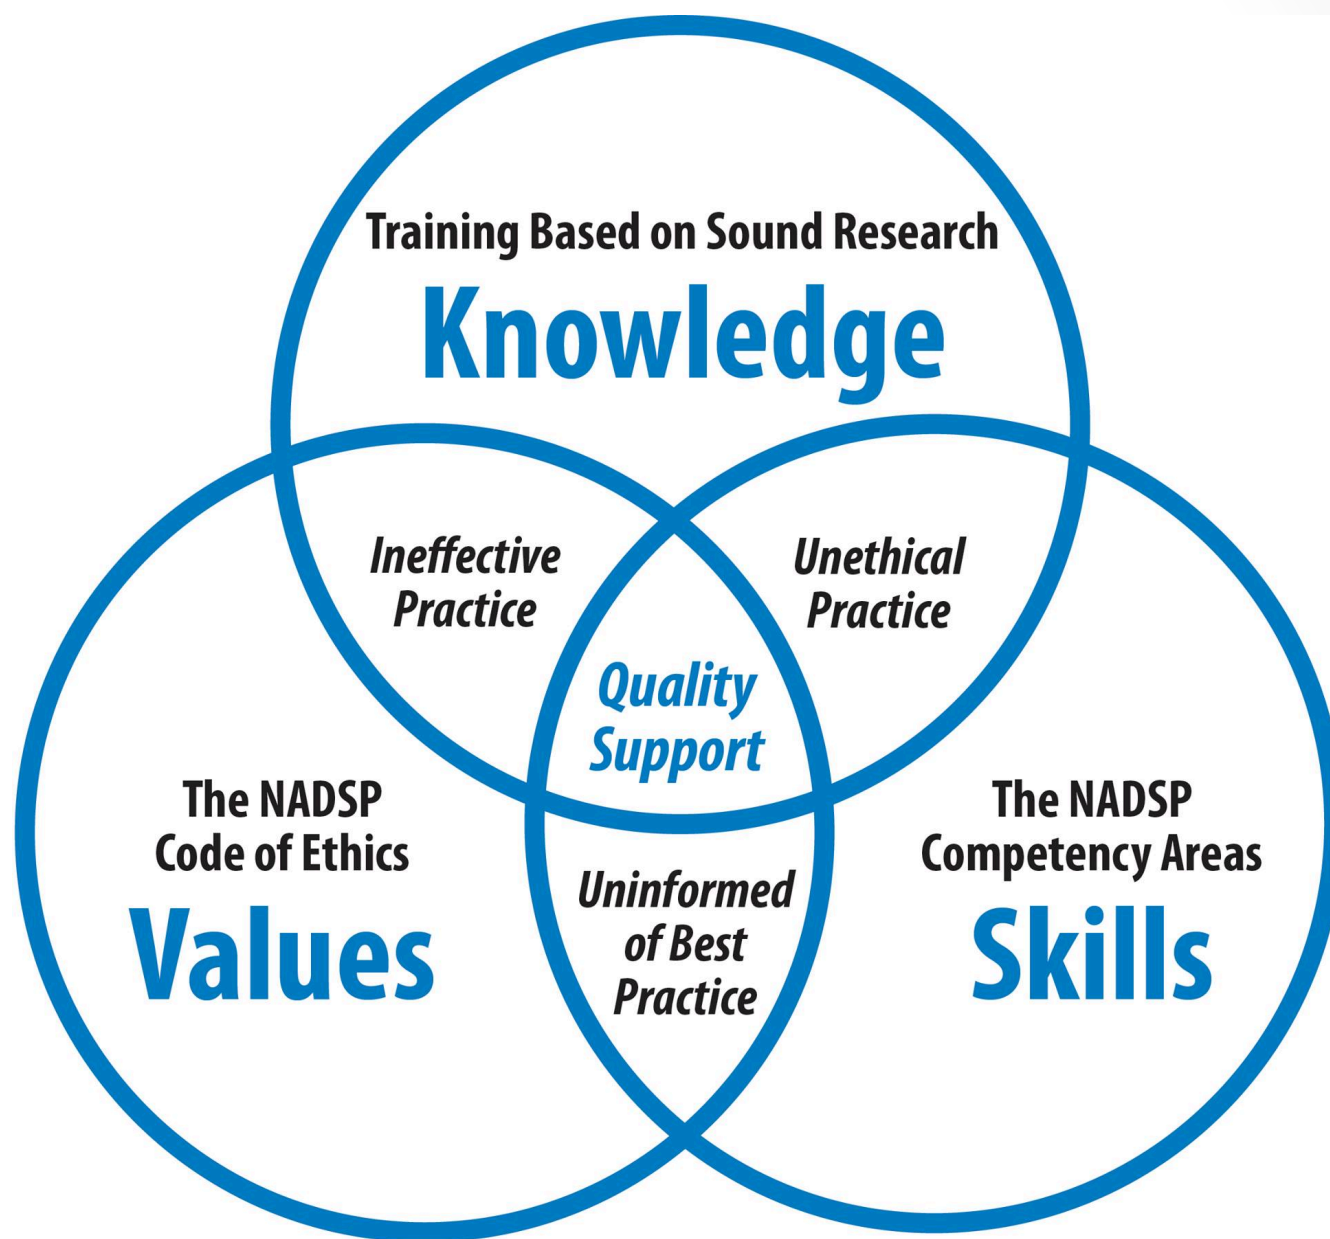 Training Based on Sound Research
Knowledge
Ineffective
Practice
Unethical
Practice
Quality
Support
The NADSP
Code of Ethics
Values
Uninformed
of Best
Practice
The NADSP
Competency Areas
Skills